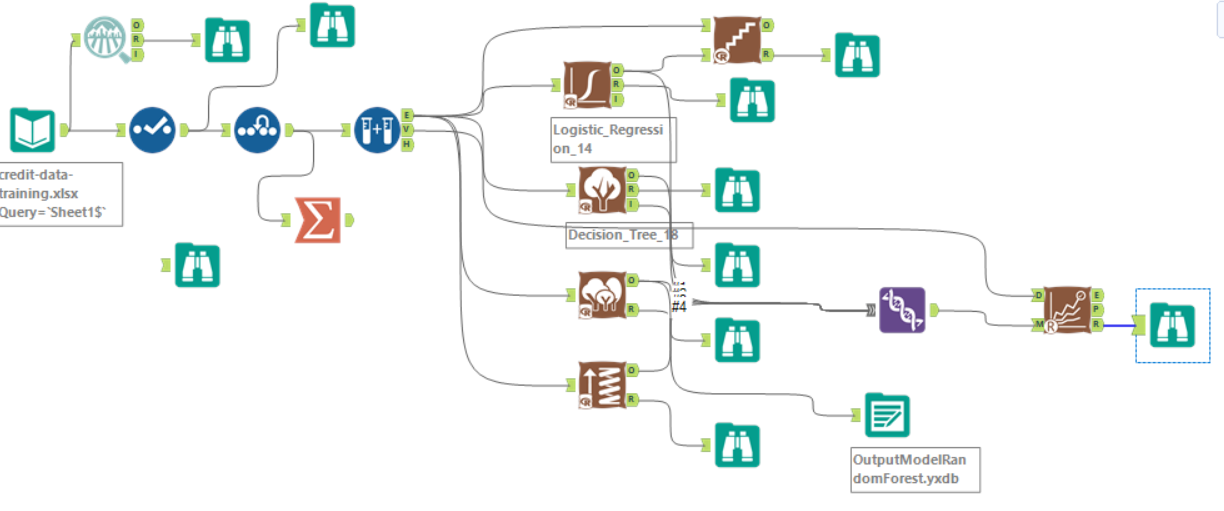 O
R
I
credit-data-
training.xlsx
Query=`Sheet1$`
E
V
H
O
R
R
O
R
I
R
Logistic_Regressi
on_14
O
R
I
R
Decision_Tree_18
O
R
R
#4
O
R
R
D
M
R
E
P
R
OutputModelRan
domForest.yxdb